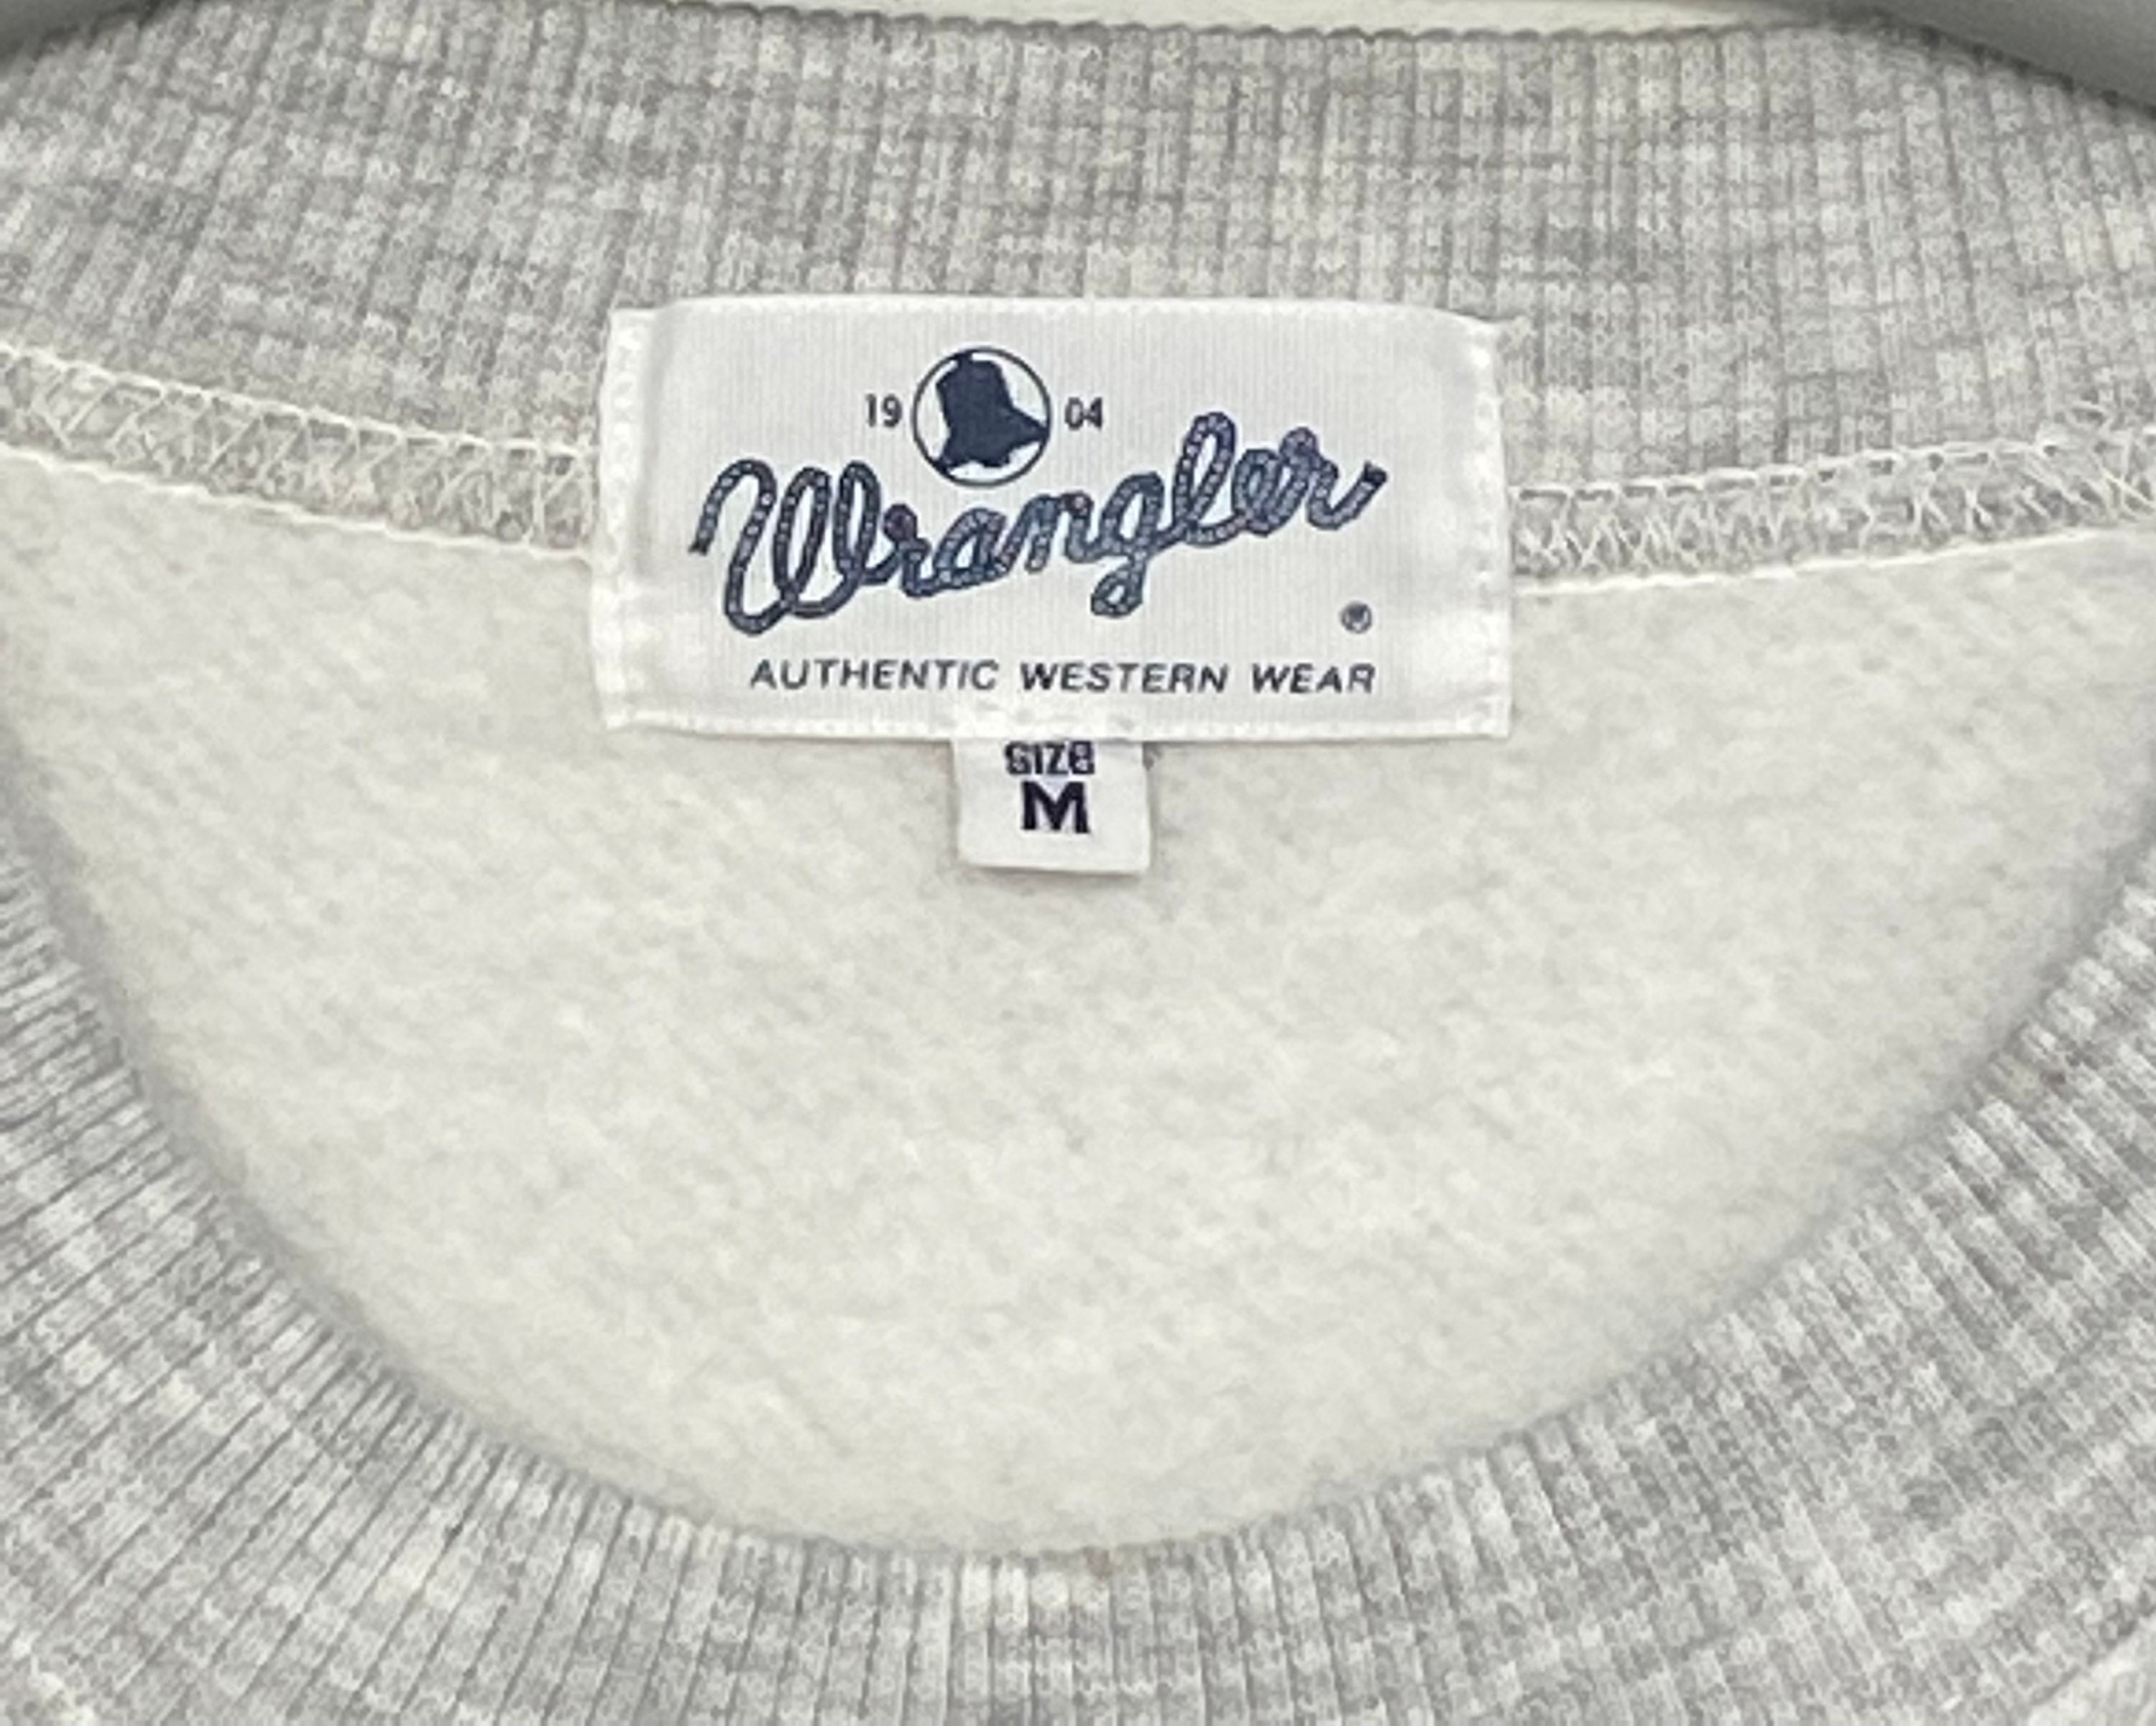 19 04
Wrangler
®
AUTHENTIC WESTERN WEAR
SIZE
M